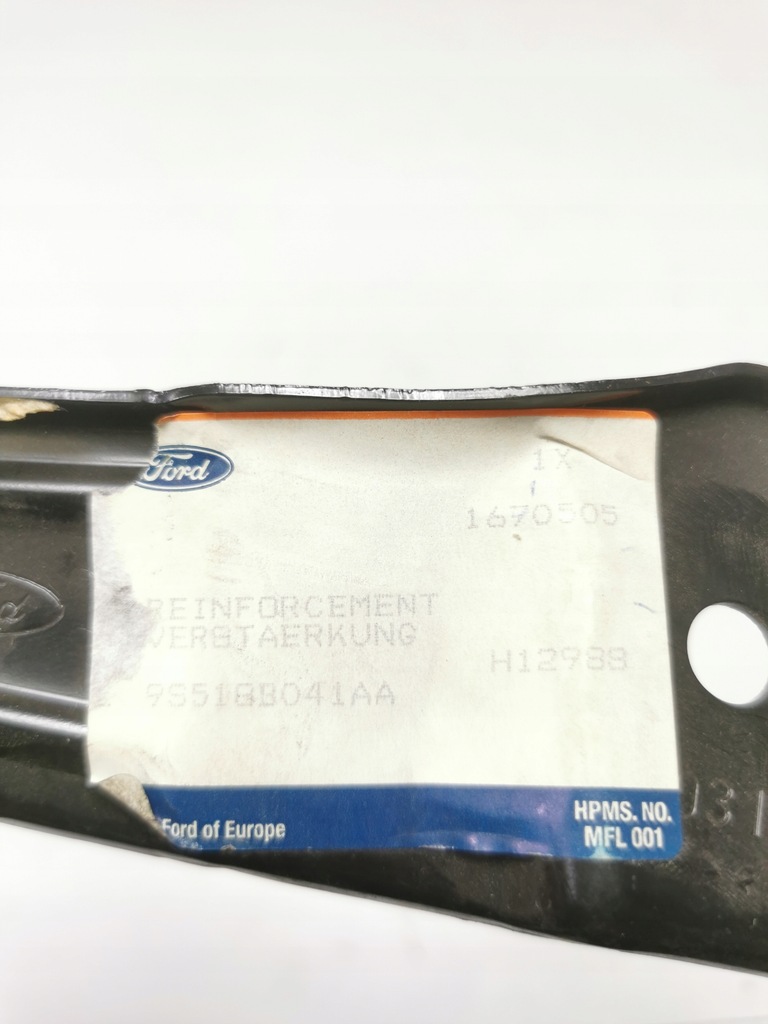 Ford
1X
1670505
REINFORCEMENT
VERSTAERKUNG
H12988
9S518B041AA
Ford of Europe
HPMS. NO.
MFL 001